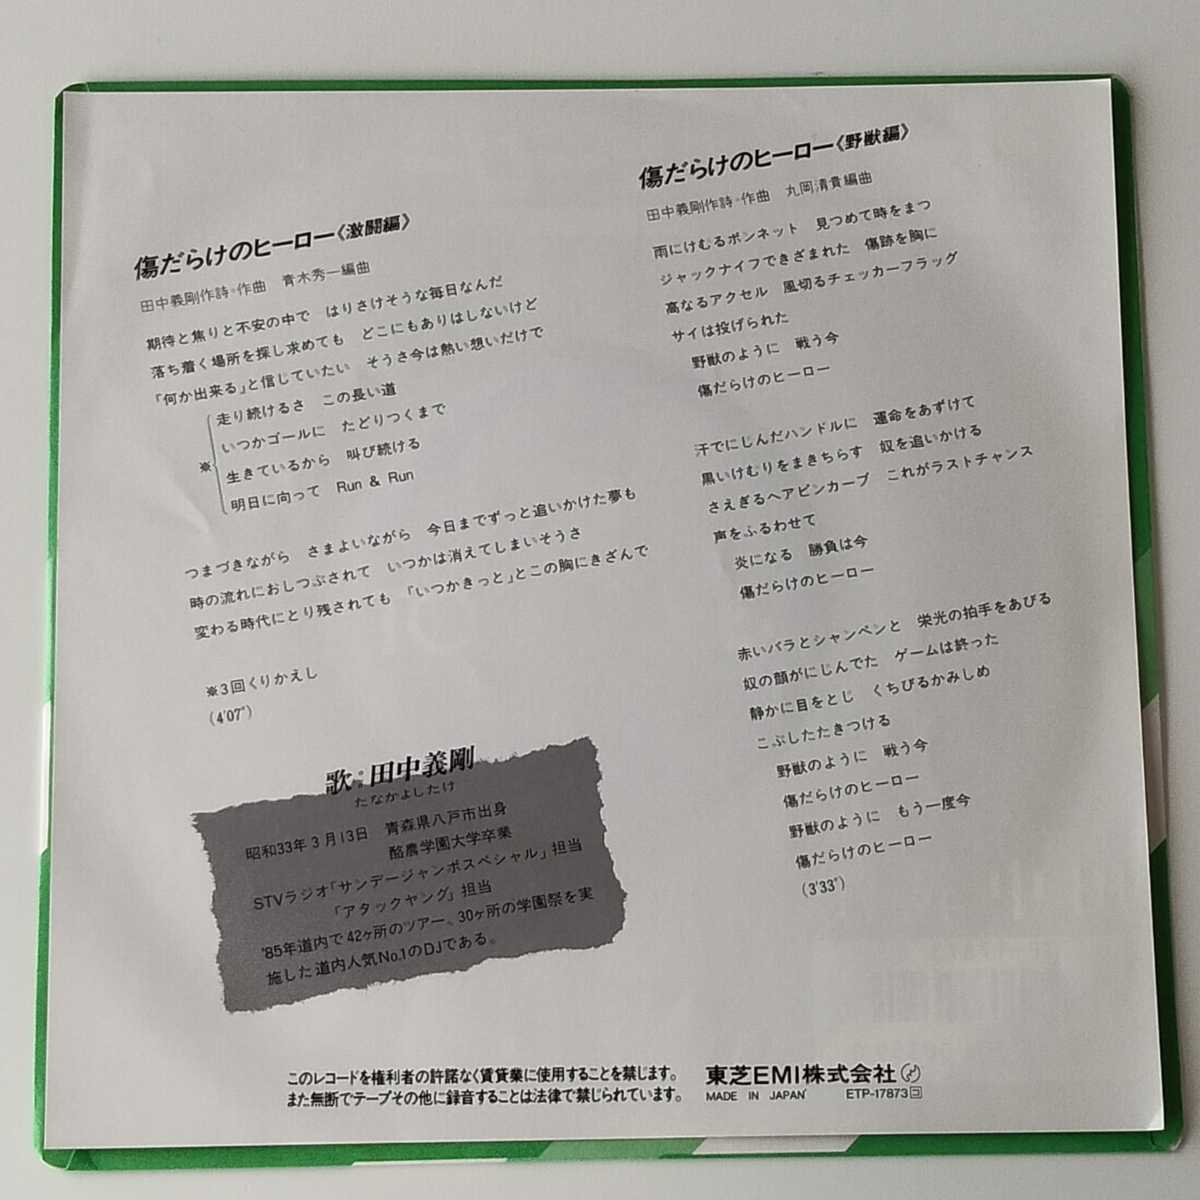 傷だらけのヒーロー《激闘編》
田中義剛作詩・作曲　青木秀一編曲
期待と焦りと不安の中で　はりさけそうな毎日なんだ
落ち着く場所を探し求めても　どこにもありはしないけど
「何か出来る」と信じていたい　そうさ今は熱い想いだけで
※
走り続けるさ　この長い道
いつかゴールに　たどりつくまで
生きているから　叫び続ける
明日に向って　Run & Run
つまづきながら　さまよいながら　今日までずっと追いかけた夢も
時の流れにおしつぶされて　いつかは消えてしまいそうさ
変わる時代にとり残されても　「いつかきっと」とこの胸にきざんで
※3回くりかえし
(4'07")
歌：田中義剛
たなかよしたけ
昭和33年3月13日　青森県八戸市出身
酪農学園大学卒業
STVラジオ「サンデージャンボスペシャル」担当
「アタックヤング」担当
'85年道内で42ヶ所のツアー、30ヶ所の学園祭を実
施した道内人気No.1のDJである。
傷だらけのヒーロー《野獣編》
田中義剛作詩・作曲　丸岡清貴編曲
雨にけむるボンネット　見つめて時をまつ
ジャックナイフできざまれた　傷跡を胸に
高なるアクセル　風切るチェッカーフラッグ
サイは投げられた
野獣のように　戦う今
傷だらけのヒーロー
汗でにじんだハンドルに　運命をあずけて
黒いけむりをまきちらす　奴を追いかける
さえぎるヘアピンカーブ　これがラストチャンス
声をふるわせて
炎になる　勝負は今
傷だらけのヒーロー
赤いバラとシャンペンと　栄光の拍手をあびる
奴の顔がにじんでた　ゲームは終った
静かに目をとじ　くちびるかみしめ
こぶしたたきつける
野獣のように　戦う今
傷だらけのヒーロー
野獣のように　もう一度今
傷だらけのヒーロー
(3'33")
このレコードを権利者の許諾なく賃貸業に使用することを禁じます。
また無断でテープその他に録音することは法律で禁じられています。
東芝EMI株式会社
MADE IN JAPAN　ETP-17873